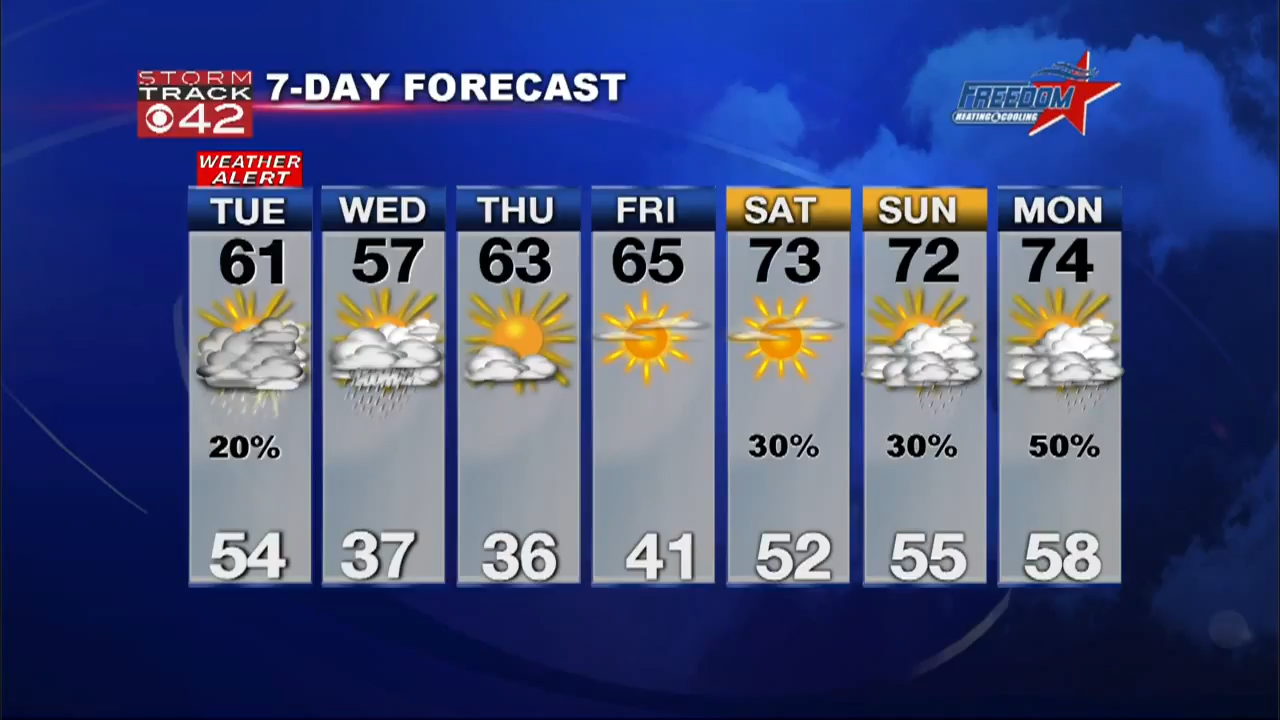 STORM
TRACK
42
7-DAY FORECAST
FREEDOM
HEATING & COOLING
WEATHER
ALERT
TUE WED THU FRI SAT SUN MON
61 57 63 65 73 72 74
20% 30% 30% 50%
54 37 36 41 52 55 58